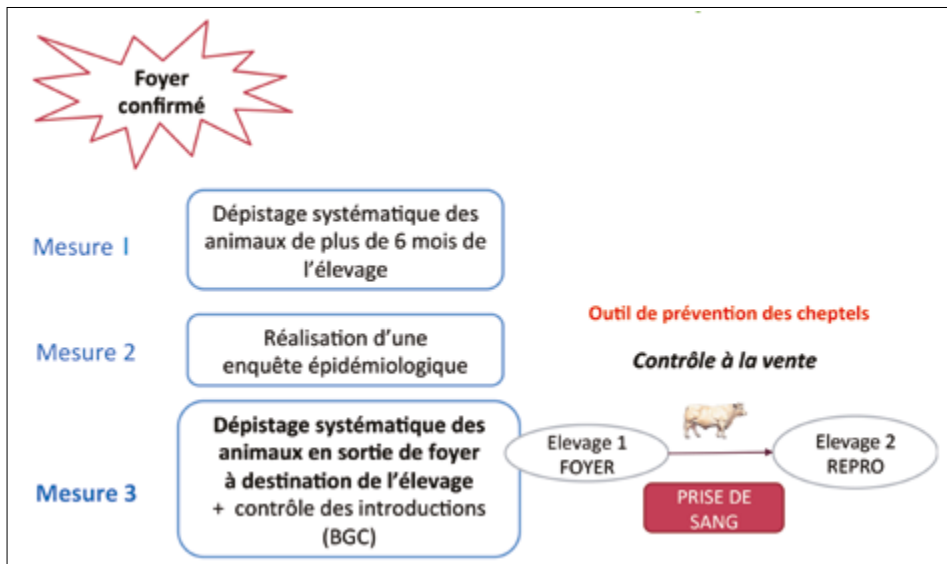 Foyer
confirmé
Mesure 1
Dépistage systématique des
animaux de plus de 6 mois de
l'élevage
Mesure 2
Réalisation d'une
enquête épidémiologique
Outil de prévention des cheptels
Contrôle à la vente
Mesure 3
Dépistage systématique des
animaux en sortie de foyer
à destination de l'élevage
+ contrôle des introductions
(BGC)
Elevage 1
FOYER
Elevage 2
REPRO
PRISE DE
SANG